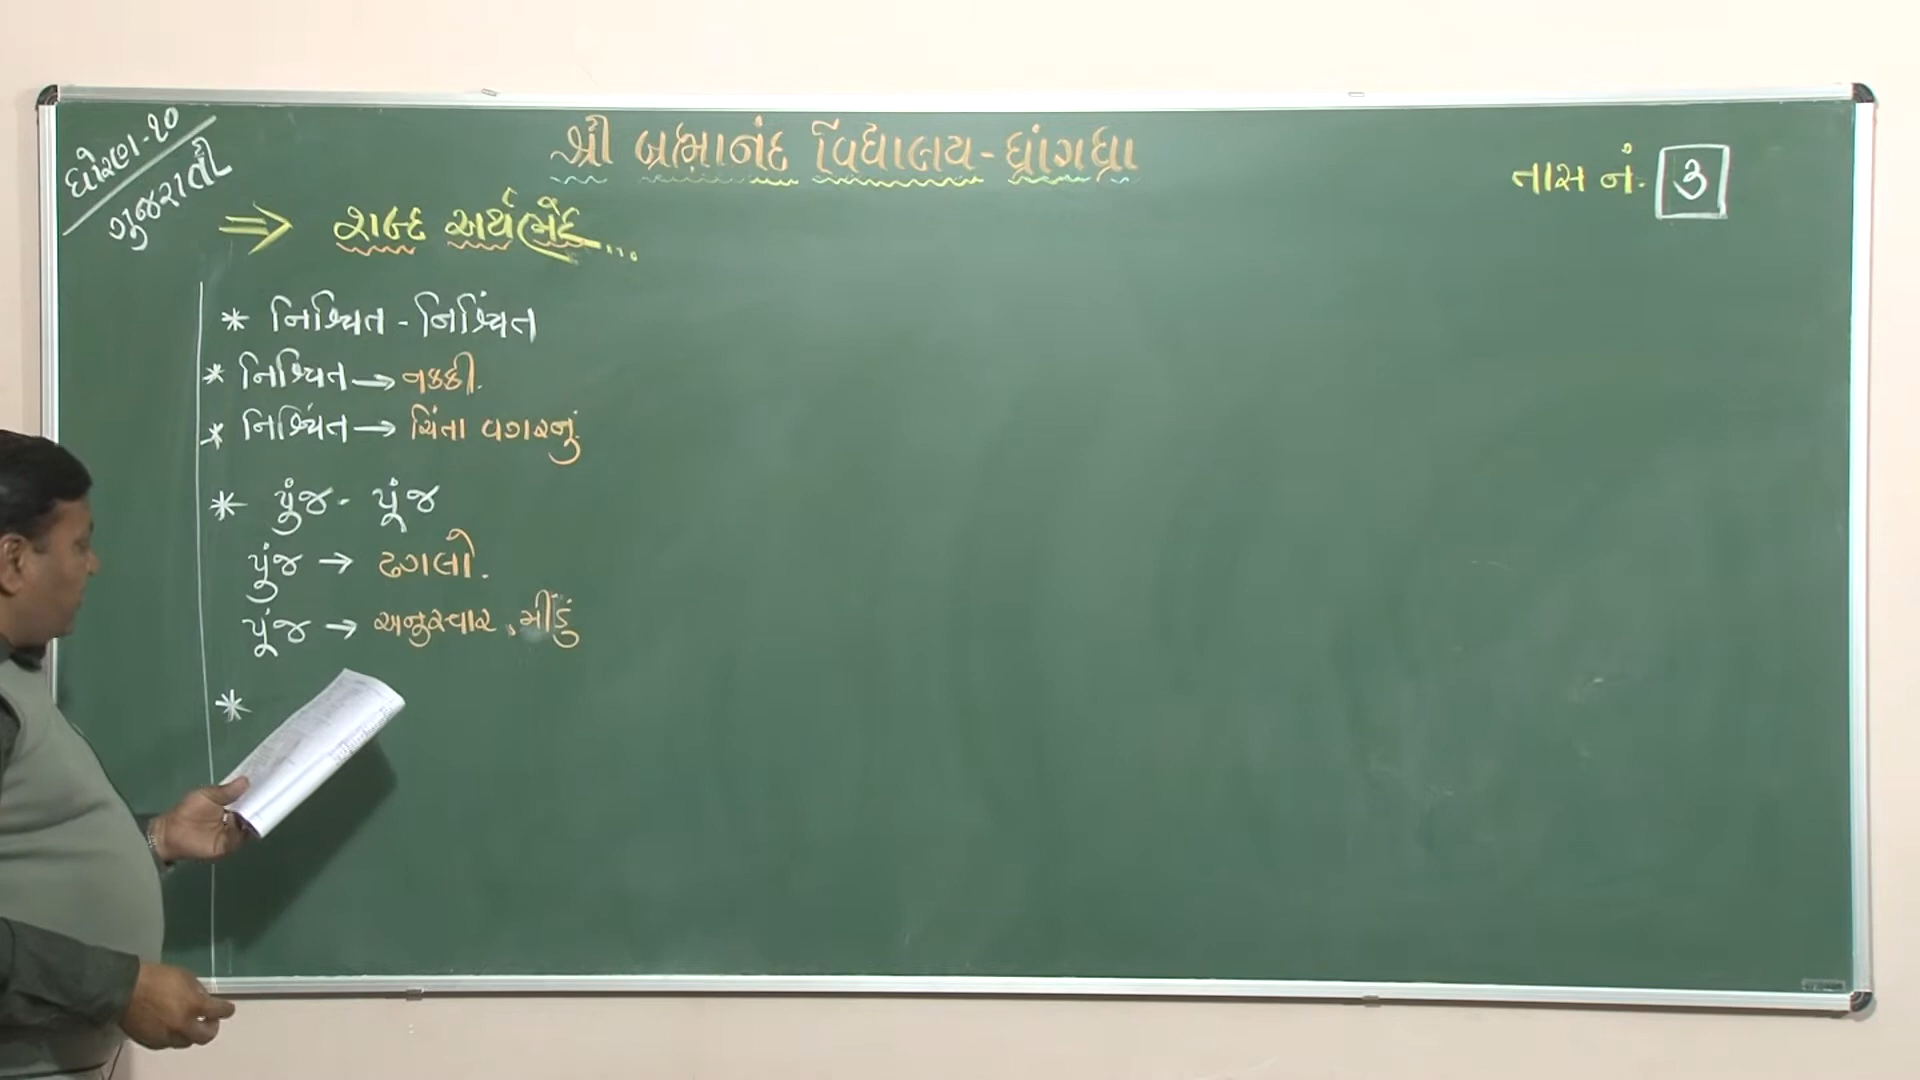 ધોરણ-૧૦
ગુજરાતી
શ્રી બ્રહ્માનંદ વિદ્યાલય - ધ્રાંગધ્રા
તાસ નં. ૩
⇒ શબ્દ અર્થભેદ...
* નિશ્ચિત - નિશ્ચિંત
* નિશ્ચિત → નક્કી.
* નિશ્ચિંત → ચિંતા વગરનું.
* પુંજ - પૂંજ
પુંજ → ઢગલો.
પૂંજ → અનુસ્વાર, મીંડું
*